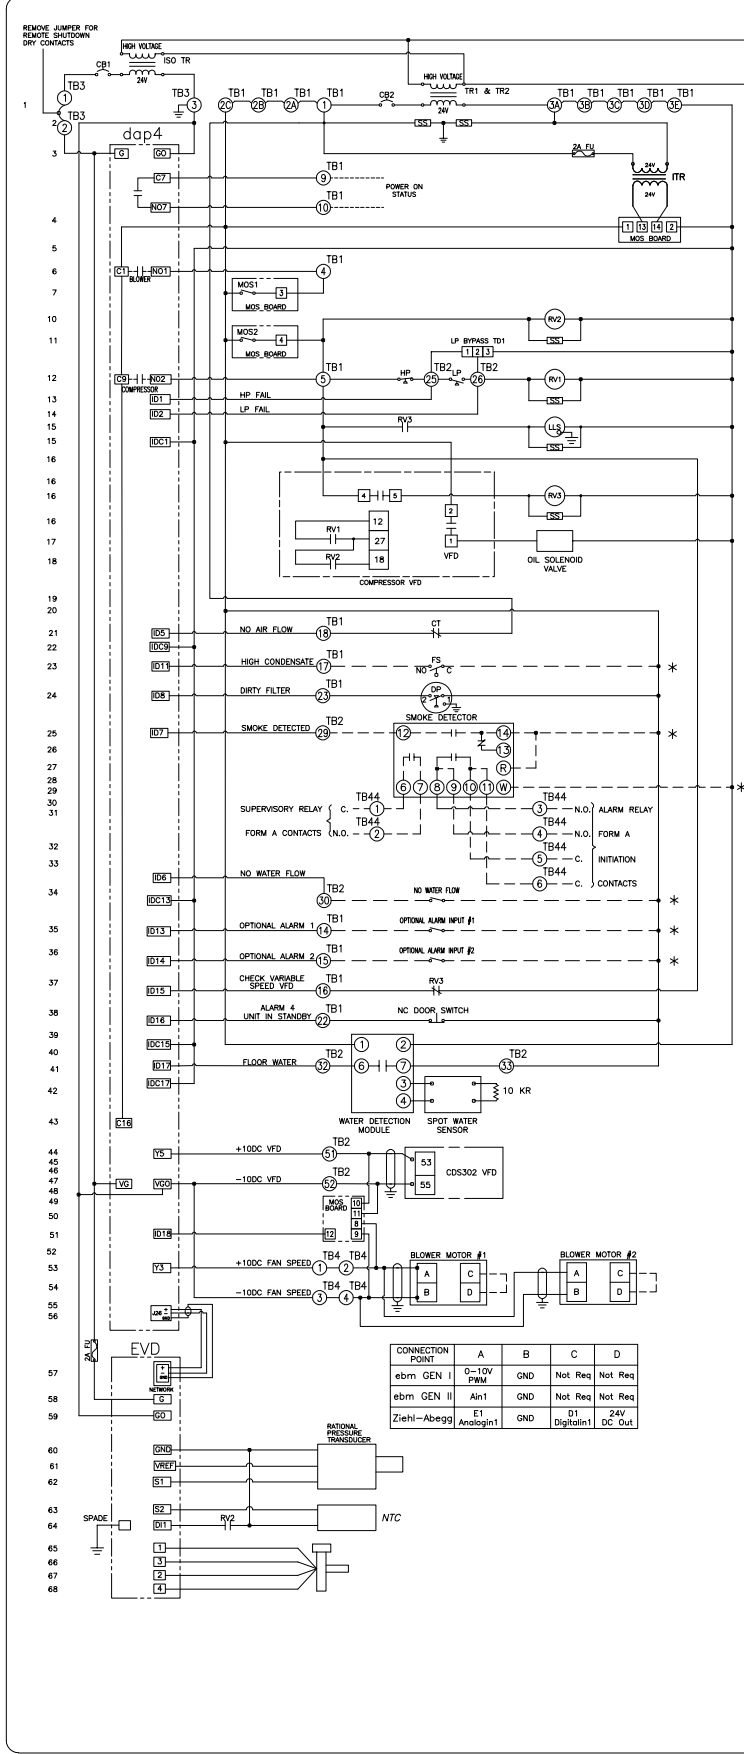 REMOVE JUMPER FOR
REMOTE SHUTDOWN
DRY CONTACTS
HIGH VOLTAGE
ISO TR
CB1
24V
TB3
1
TB3
3
1
TB3
2
2
TB1 TB1 TB1
2C 2B 2A 1
CB2
HIGH VOLTAGE
TR1 & TR2
24V
TB1 TB1 TB1 TB1
3A 3B 3C 3D 3E
SS SS
dap4
3
G GO
2A FU
24V
ITR
24V
C7
TB1
9
POWER ON
STATUS
NO7
TB1
10
4
1 13 14 2
MOS BOARD
5
6
C1 NO1
BLOWER
TB1
4
7
MOS1
3
MOS BOARD
10
RV2
SS
11
MOS2
4
MOS BOARD
LP BYPASS TD1
1 2 3
12
C9 NO2
COMPRESSOR
TB1
5
HP
TB2
25
LP
TB2
26
RV1
SS
13
ID1
HP FAIL
14
ID2
LP FAIL
15
RV3
LLS
SS
15
IDC1
16
16
16
4 5
RV3
SS
16
12
2
17
RV1
27
1
VFD
OIL SOLENOID
VALVE
18
RV2
18
COMPRESSOR VFD
19
20
21
ID5
NO AIR FLOW
TB1
18
CT
22
IDC9
23
ID11
HIGH CONDENSATE
TB1
17
FS
NO C
*
24
ID8
DIRTY FILTER
TB1
23
DP
2 1
SMOKE DETECTOR
25
ID7
SMOKE DETECTED
TB2
29
12 14
*
26
13
27
R
28
29
6 7 8 9 10 11 W
*
30
31
SUPERVISORY RELAY
C.
TB44
1
TB44
3
N.O. ALARM RELAY
FORM A CONTACTS
N.O.
TB44
2
TB44
4
N.O. FORM A
32
TB44
5
C. INITIATION
33
TB44
6
C. CONTACTS
ID6
NO WATER FLOW
34
IDC13
TB2
30
NO WATER FLOW
*
35
ID13
OPTIONAL ALARM 1
TB1
14
OPTIONAL ALARM INPUT #1
*
36
ID14
OPTIONAL ALARM 2
TB1
15
OPTIONAL ALARM INPUT #2
*
37
ID15
CHECK VARIABLE
SPEED VFD
TB1
16
RV3
38
ID16
ALARM 4
UNIT IN STANDBY
TB1
22
NC DOOR SWITCH
39
40
IDC15
1 2
41
ID17
FLOOR WATER
TB2
32
6 7
TB2
33
42
IDC17
3
4
10 KR
43
C16
WATER DETECTION
MODULE
SPOT WATER
SENSOR
44
Y5
+10DC VFD
TB2
51
53
CDS302 VFD
45
46
47
VG VGO
-10DC VFD
TB2
52
55
48
49
MOS
BOARD
10
11
50
8
51
ID18
12 9
52
53
Y3
+10DC FAN SPEED
TB4 TB4
1 2
BLOWER MOTOR #1
A C
B D
BLOWER MOTOR #2
A C
B D
54
-10DC FAN SPEED
TB4 TB4
3 4
55
56
J26
+
-
GND
2A FU
EVD
57
+
-
GND
NETWORK
58
G
59
GO
CONNECTION
POINT
A B C D
ebm GEN I
0-10V
PWM
GND Not Req Not Req
ebm GEN II Ain1 GND Not Req Not Req
Ziehl-Abegg
E1
Analogin1
GND
D1
Digitalin1
24V
DC Out
60
GND
RATIONAL
PRESSURE
TRANSDUCER
61
VREF
62
S1
63
S2
NTC
64
SPADE
DI1
RV2
65
1
66
3
67
2
68
4